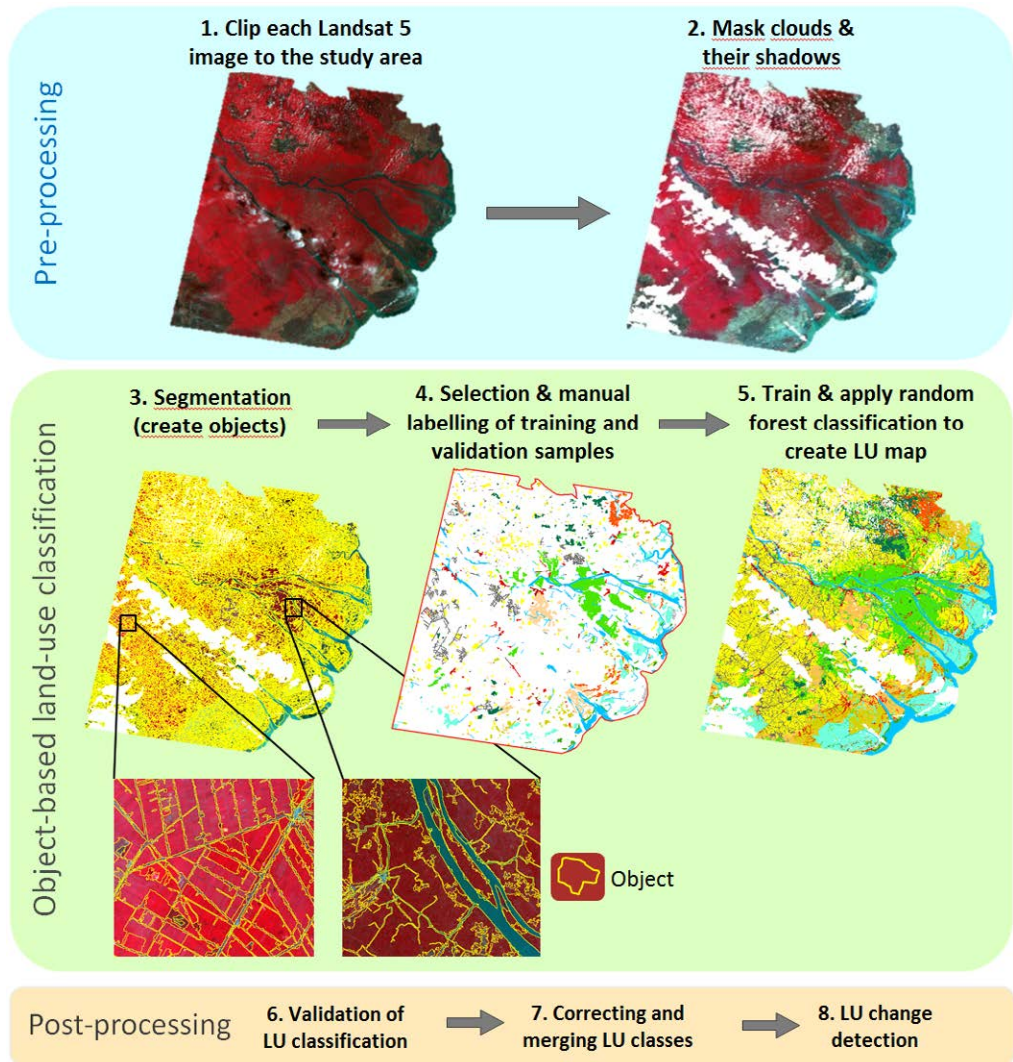 Pre-processing
1. Clip each Landsat 5
image to the study area
2. Mask clouds &
their shadows
Object-based land-use classification
3. Segmentation
(create objects)
4. Selection & manual
labelling of training and
validation samples
5. Train & apply random
forest classification to
create LU map
Object
Post-processing
6. Validation of
LU classification
7. Correcting and
merging LU classes
8. LU change
detection